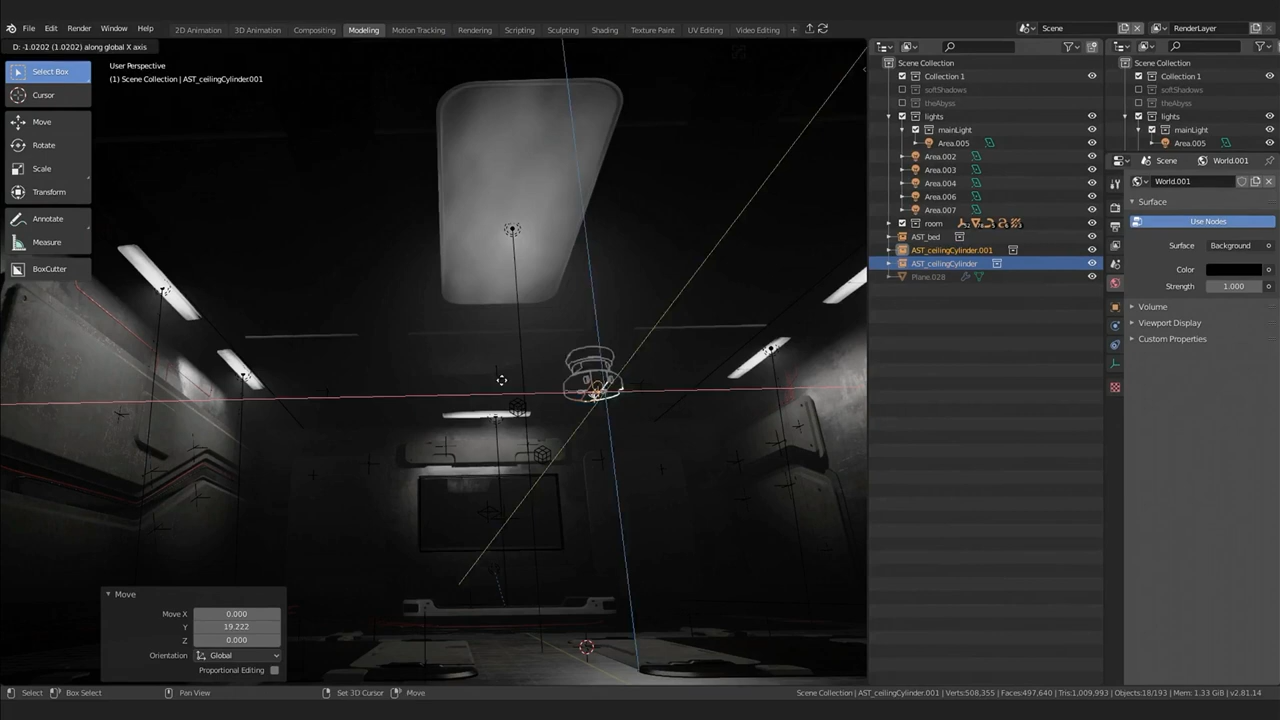 File Edit Render Window Help
2D Animation 3D Animation Compositing Modeling Motion Tracking Rendering Scripting Sculpting Shading Texture Paint UV Editing Video Editing +
Scene
RenderLayer
D: -1.0202 (1.0202) along global X axis
User Perspective
(1) Scene Collection | AST_ceilingCylinder.001
Select Box
Cursor
Move
Rotate
Scale
Transform
Annotate
Measure
BoxCutter
Move
Move X 0.000
Y 19.222
Z 0.000
Orientation Global
Proportional Editing
Scene Collection
Collection 1
softShadows
theAbyss
lights
mainLight
Area.005
Area.002
Area.003
Area.004
Area.006
Area.007
room
AST_bed
AST_ceilingCylinder.001
AST_ceilingCylinder
Plane.028
Scene Collection
Collection 1
softShadows
theAbyss
lights
mainLight
Area.005
Scene World.001
World.001
Surface
Use Nodes
Surface Background
Color
Strength 1.000
Volume
Viewport Display
Custom Properties
Select Box Select Pan View Set 3D Cursor Move
Scene Collection | AST_ceilingCylinder.001 | Verts:508,355 | Faces:497,640 | Tris:1,009,993 | Objects:18/193 | Mem: 1.33 GiB | v2.81.14